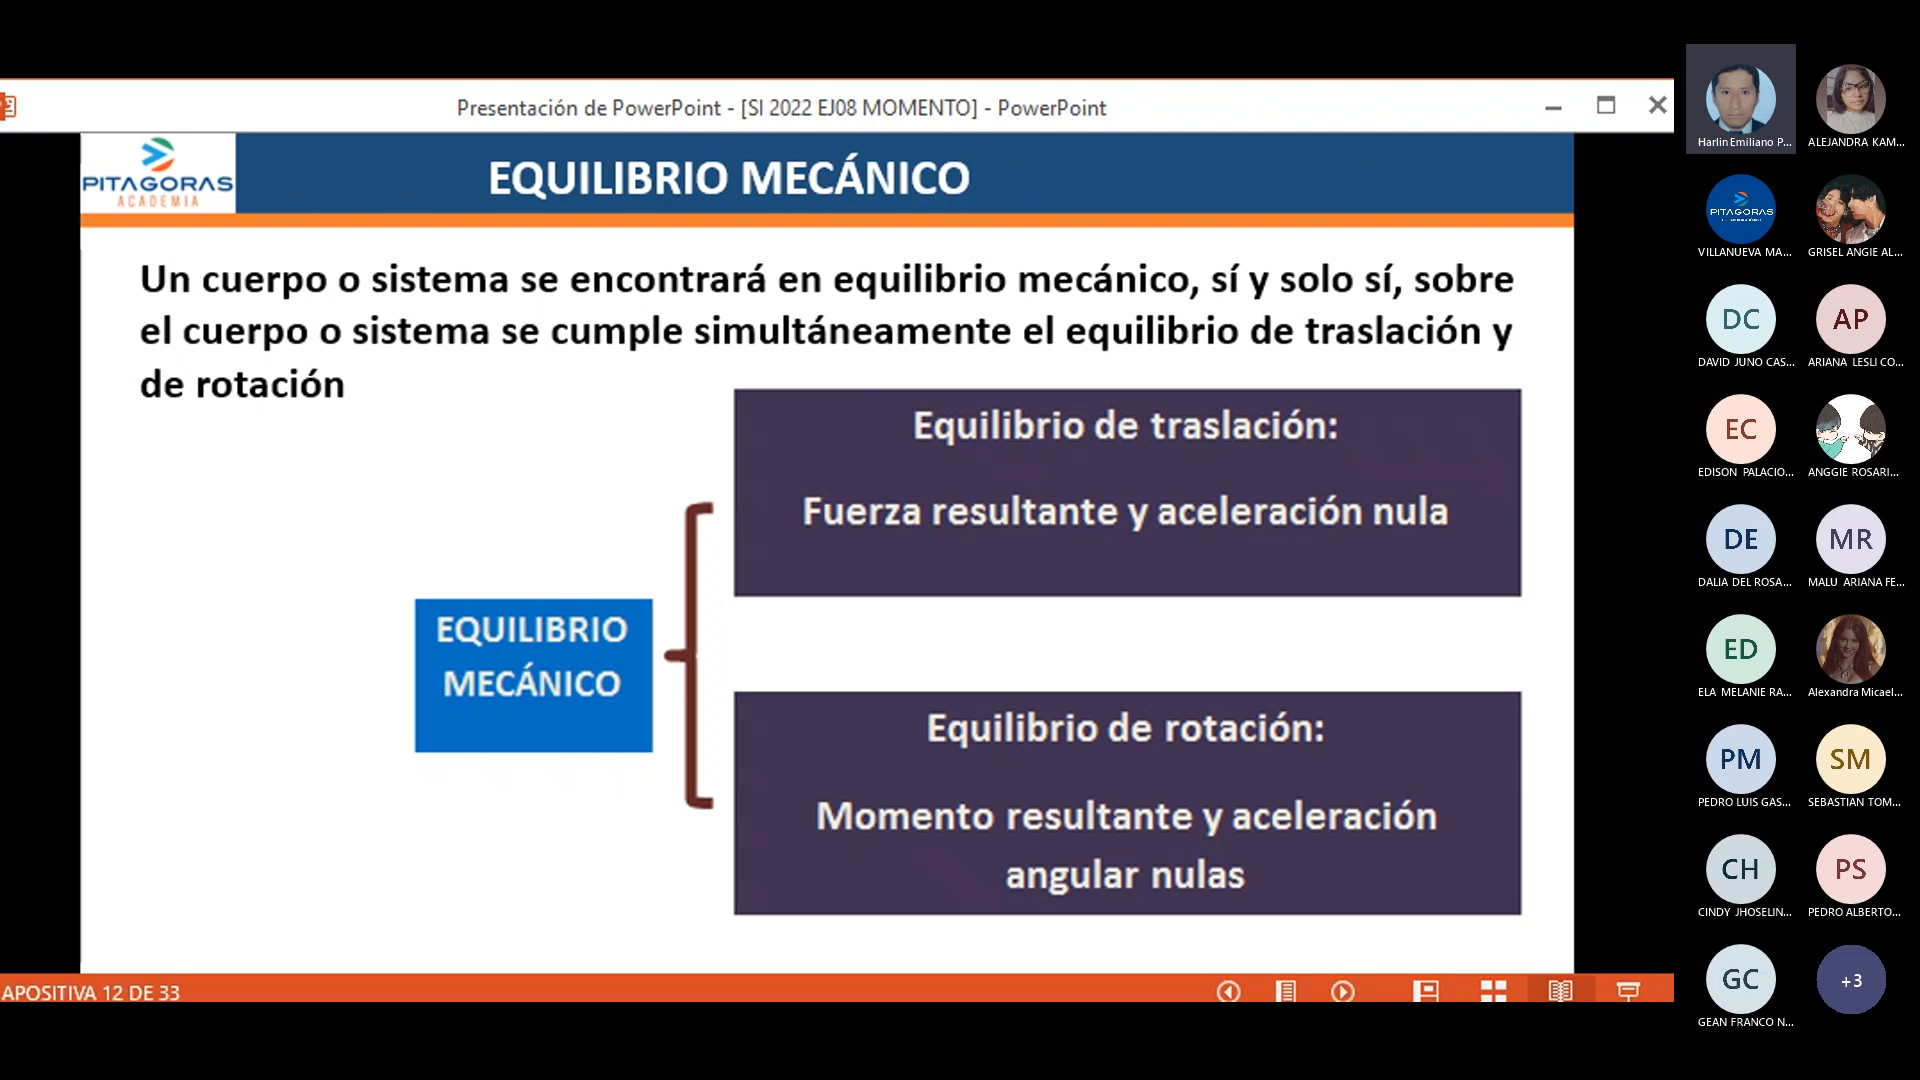 Presentación de PowerPoint - [SI 2022 EJ08 MOMENTO] - PowerPoint
PITAGORAS
ACADEMIA
EQUILIBRIO MECÁNICO
Un cuerpo o sistema se encontrará en equilibrio mecánico, sí y solo sí, sobre
el cuerpo o sistema se cumple simultáneamente el equilibrio de traslación y
de rotación
Equilibrio de traslación:
Fuerza resultante y aceleración nula
EQUILIBRIO
MECÁNICO
Equilibrio de rotación:
Momento resultante y aceleración
angular nulas
APOSITIVA 12 DE 33
Harlin Emiliano P...
ALEJANDRA KAM...
PITAGORAS
VILLANUEVA MA...
GRISEL ANGIE AL...
DC
DAVID JUNO CAS...
AP
ARIANA LESLI CO...
EC
EDISON PALACIO...
ANGGIE ROSARI...
DE
DALIA DEL ROSA...
MR
MALU ARIANA FE...
ED
ELA MELANIE RA...
Alexandra Micael...
PM
PEDRO LUIS GAS...
SM
SEBASTIAN TOM...
CH
CINDY JHOSELIN...
PS
PEDRO ALBERTO...
GC
GEAN FRANCO N...
+3